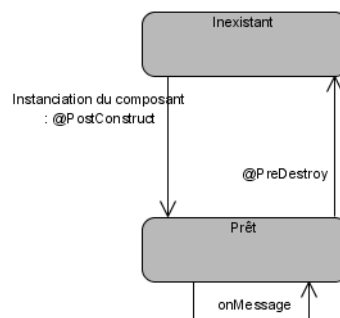 Inexistant
Instanciation du composant
: @PostConstruct
@PreDestroy
Prêt
onMessage